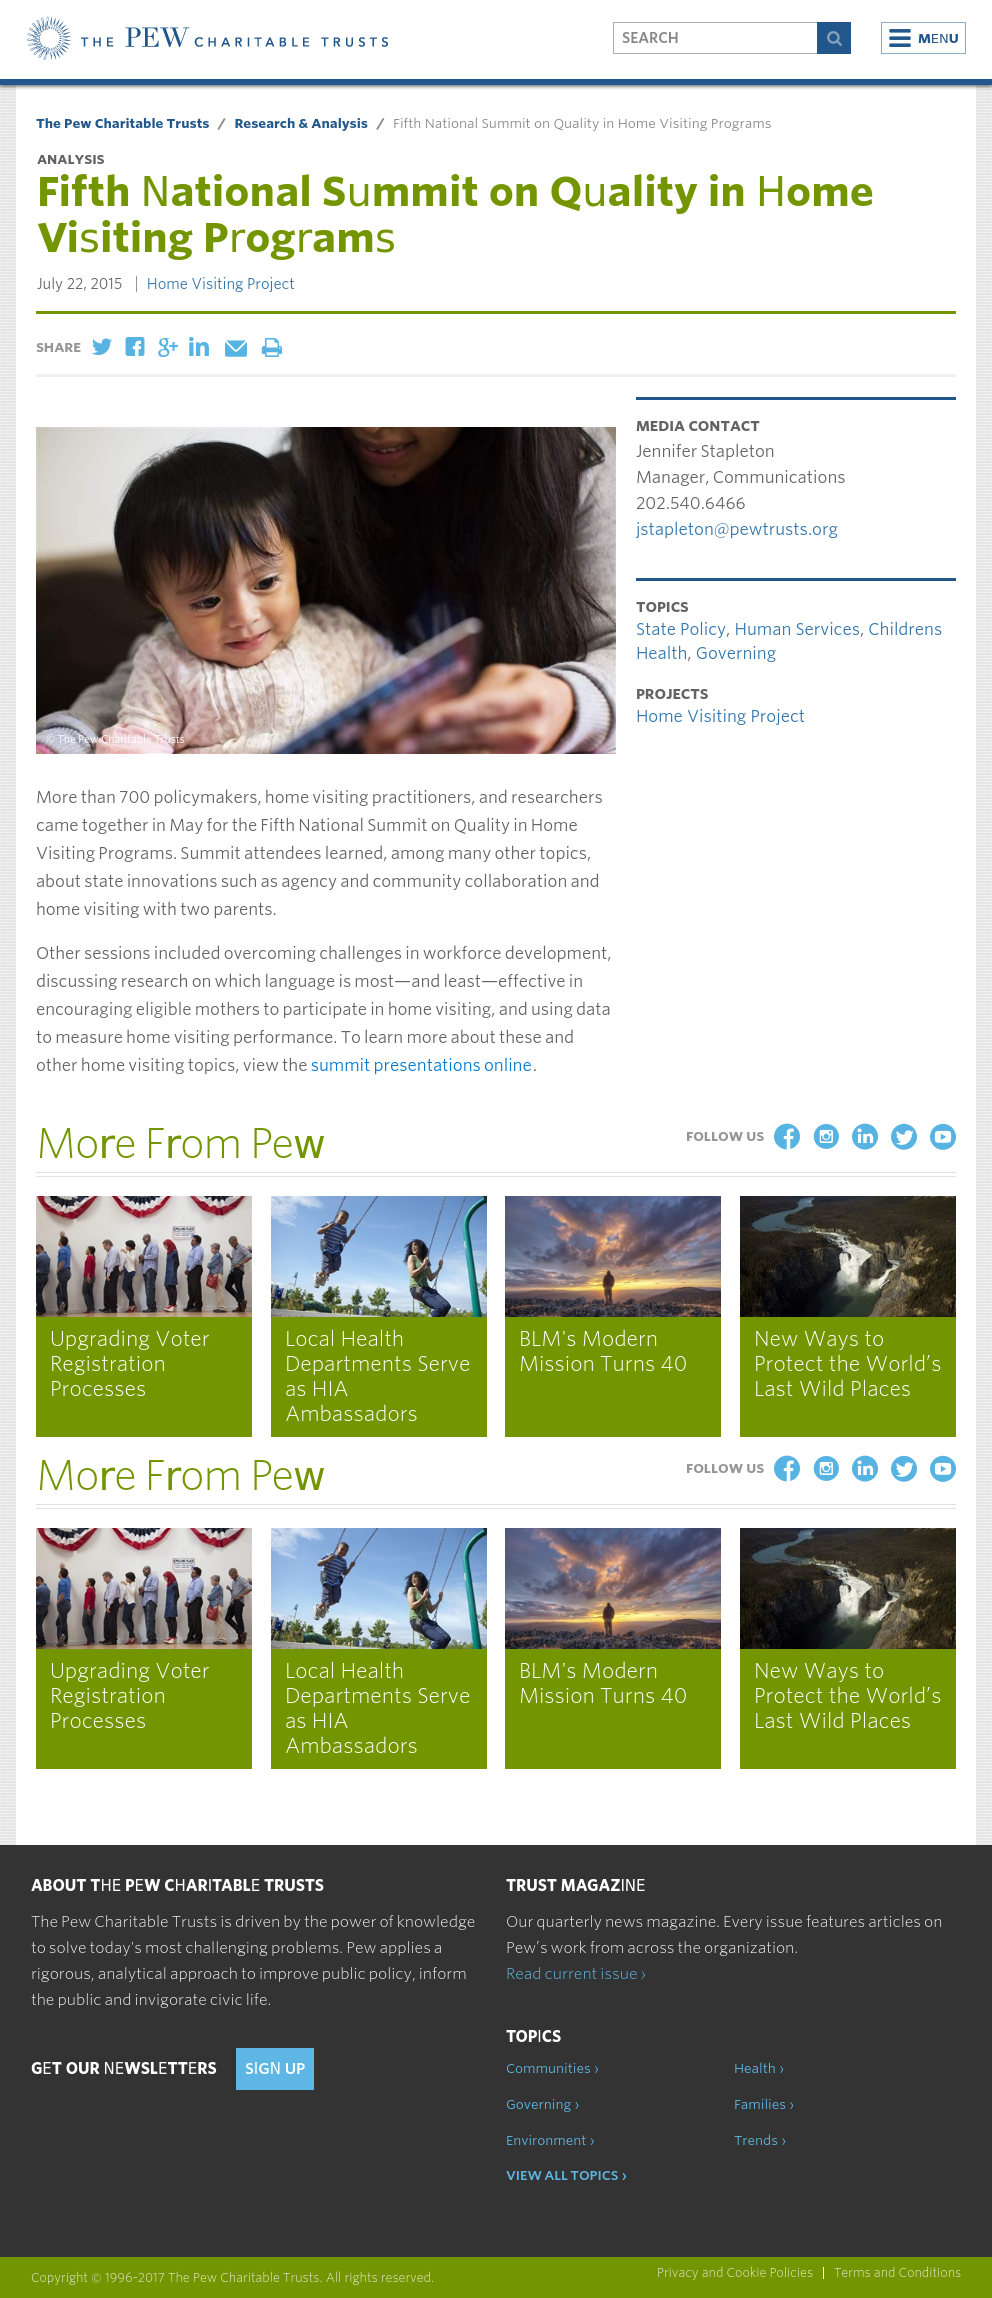 THE PEW CHARITABLE TRUSTS
SEARCH
MENU
The Pew Charitable Trusts / Research & Analysis / Fifth National Summit on Quality in Home Visiting Programs
ANALYSIS
Fifth National Summit on Quality in Home
Visiting Programs
July 22, 2015 | Home Visiting Project
SHARE
© The Pew Charitable Trusts
MEDIA CONTACT
Jennifer Stapleton
Manager, Communications
202.540.6466
jstapleton@pewtrusts.org
TOPICS
State Policy, Human Services, Childrens
Health, Governing
PROJECTS
Home Visiting Project
More than 700 policymakers, home visiting practitioners, and researchers
came together in May for the Fifth National Summit on Quality in Home
Visiting Programs. Summit attendees learned, among many other topics,
about state innovations such as agency and community collaboration and
home visiting with two parents.
Other sessions included overcoming challenges in workforce development,
discussing research on which language is most—and least—effective in
encouraging eligible mothers to participate in home visiting, and using data
to measure home visiting performance. To learn more about these and
other home visiting topics, view the summit presentations online.
More From Pew
FOLLOW US
Upgrading Voter
Registration
Processes
Local Health
Departments Serve
as HIA
Ambassadors
BLM's Modern
Mission Turns 40
New Ways to
Protect the World’s
Last Wild Places
More From Pew
FOLLOW US
Upgrading Voter
Registration
Processes
Local Health
Departments Serve
as HIA
Ambassadors
BLM's Modern
Mission Turns 40
New Ways to
Protect the World’s
Last Wild Places
ABOUT THE PEW CHARITABLE TRUSTS
The Pew Charitable Trusts is driven by the power of knowledge
to solve today's most challenging problems. Pew applies a
rigorous, analytical approach to improve public policy, inform
the public and invigorate civic life.
GET OUR NEWSLETTERS
SIGN UP
TRUST MAGAZINE
Our quarterly news magazine. Every issue features articles on
Pew’s work from across the organization.
Read current issue ›
TOPICS
Communities ›
Health ›
Governing ›
Families ›
Environment ›
Trends ›
VIEW ALL TOPICS ›
Copyright © 1996-2017 The Pew Charitable Trusts. All rights reserved.
Privacy and Cookie Policies | Terms and Conditions